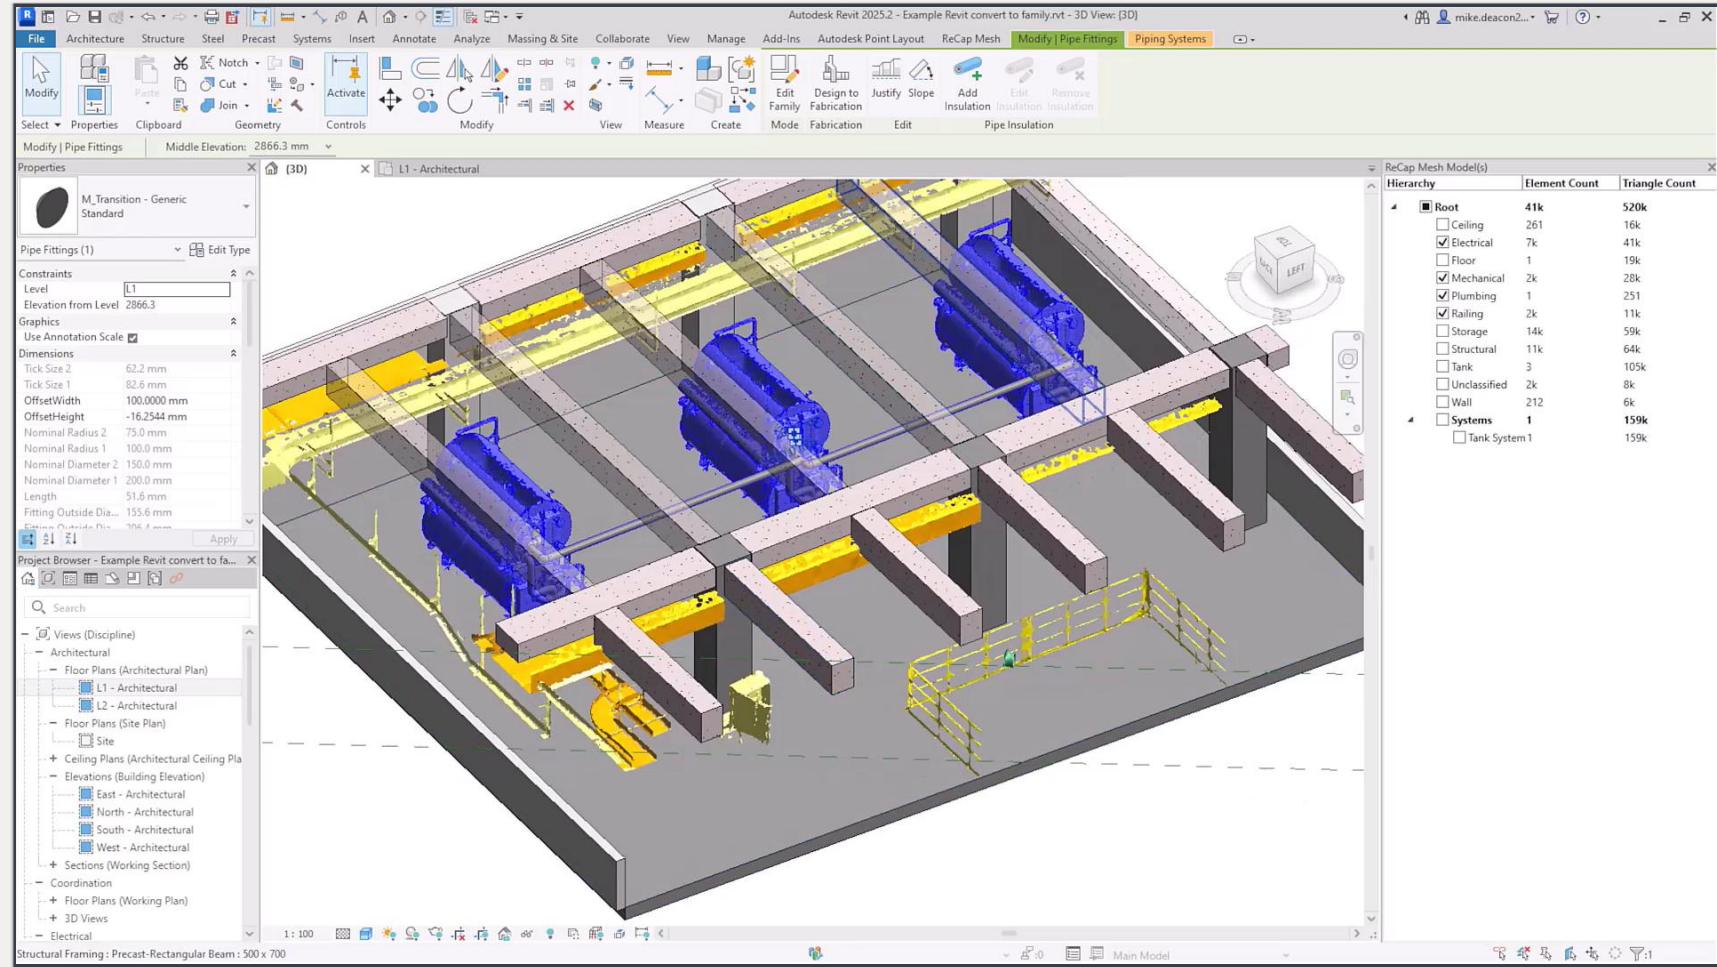 Autodesk Revit 2025.2 - Example Revit convert to family.rvt - 3D View: {3D}
mike.deacon2...
File Architecture Structure Steel Precast Systems Insert Annotate Analyze Massing & Site Collaborate View Manage Add-Ins Autodesk Point Layout ReCap Mesh Modify | Pipe Fittings Piping Systems
Modify
Paste
Notch
Cut
Join
Activate
Edit Family
Design to Fabrication
Justify
Slope
Add Insulation
Edit Insulation
Remove Insulation
Select Properties Clipboard Geometry Controls Modify View Measure Create Mode Fabrication Edit Pipe Insulation
Modify | Pipe Fittings Middle Elevation: 2866.3 mm
Properties
M_Transition - Generic
Standard
Pipe Fittings (1) Edit Type
Constraints
Level L1
Elevation from Level 2866.3
Graphics
Use Annotation Scale
Dimensions
Tick Size 2 62.2 mm
Tick Size 1 82.6 mm
OffsetWidth 100.0000 mm
OffsetHeight -16.2544 mm
Nominal Radius 2 75.0 mm
Nominal Radius 1 100.0 mm
Nominal Diameter 2 150.0 mm
Nominal Diameter 1 200.0 mm
Length 51.6 mm
Fitting Outside Dia... 155.6 mm
Fitting Outside Dia... 206.4 mm
Apply
Project Browser - Example Revit convert to fa...
Search
Views (Discipline)
Architectural
Floor Plans (Architectural Plan)
L1 - Architectural
L2 - Architectural
Floor Plans (Site Plan)
Site
Ceiling Plans (Architectural Ceiling Pla
Elevations (Building Elevation)
East - Architectural
North - Architectural
South - Architectural
West - Architectural
Sections (Working Section)
Coordination
Floor Plans (Working Plan)
3D Views
Electrical
{3D}
L1 - Architectural
LEFT
1 : 100
ReCap Mesh Model(s)
Hierarchy Element Count Triangle Count
Root 41k 520k
Ceiling 261 16k
Electrical 7k 41k
Floor 1 19k
Mechanical 2k 28k
Plumbing 1 251
Railing 2k 11k
Storage 14k 59k
Structural 11k 64k
Tank 3 105k
Unclassified 2k 8k
Wall 212 6k
Systems 1 159k
Tank System 1 159k
Structural Framing : Precast-Rectangular Beam : 500 x 700
:0
Main Model
:1